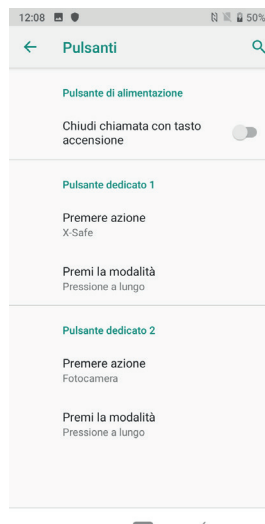 12:08
50%
Pulsanti
Pulsante di alimentazione
Chiudi chiamata con tasto
accensione
Pulsante dedicato 1
Premere azione
X-Safe
Premi la modalità
Pressione a lungo
Pulsante dedicato 2
Premere azione
Fotocamera
Premi la modalità
Pressione a lungo